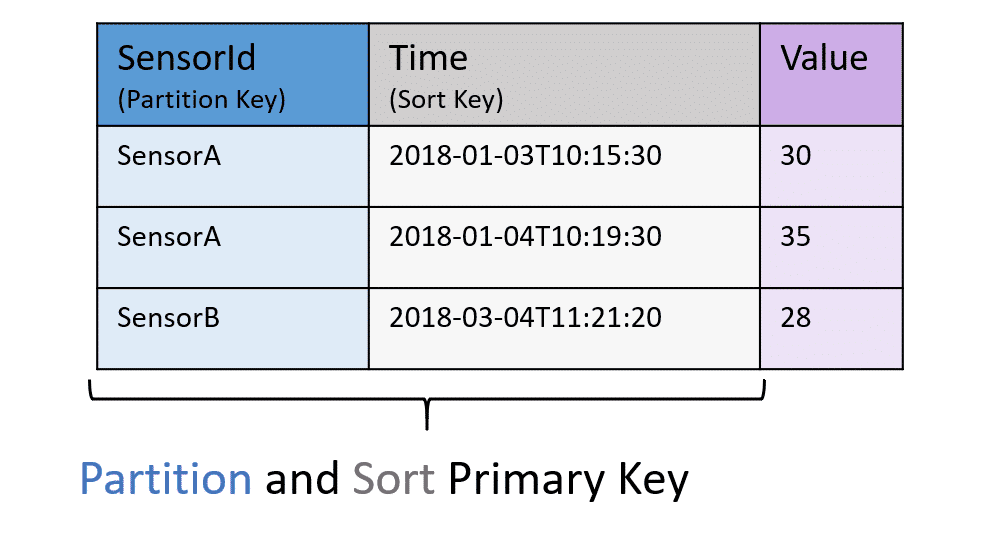 SensorId Time Value
(Partition Key) (Sort Key)
SensorA 2018-01-03T10:15:30 30
SensorA 2018-01-04T10:19:30 35
SensorB 2018-03-04T11:21:20 28
Partition and Sort Primary Key